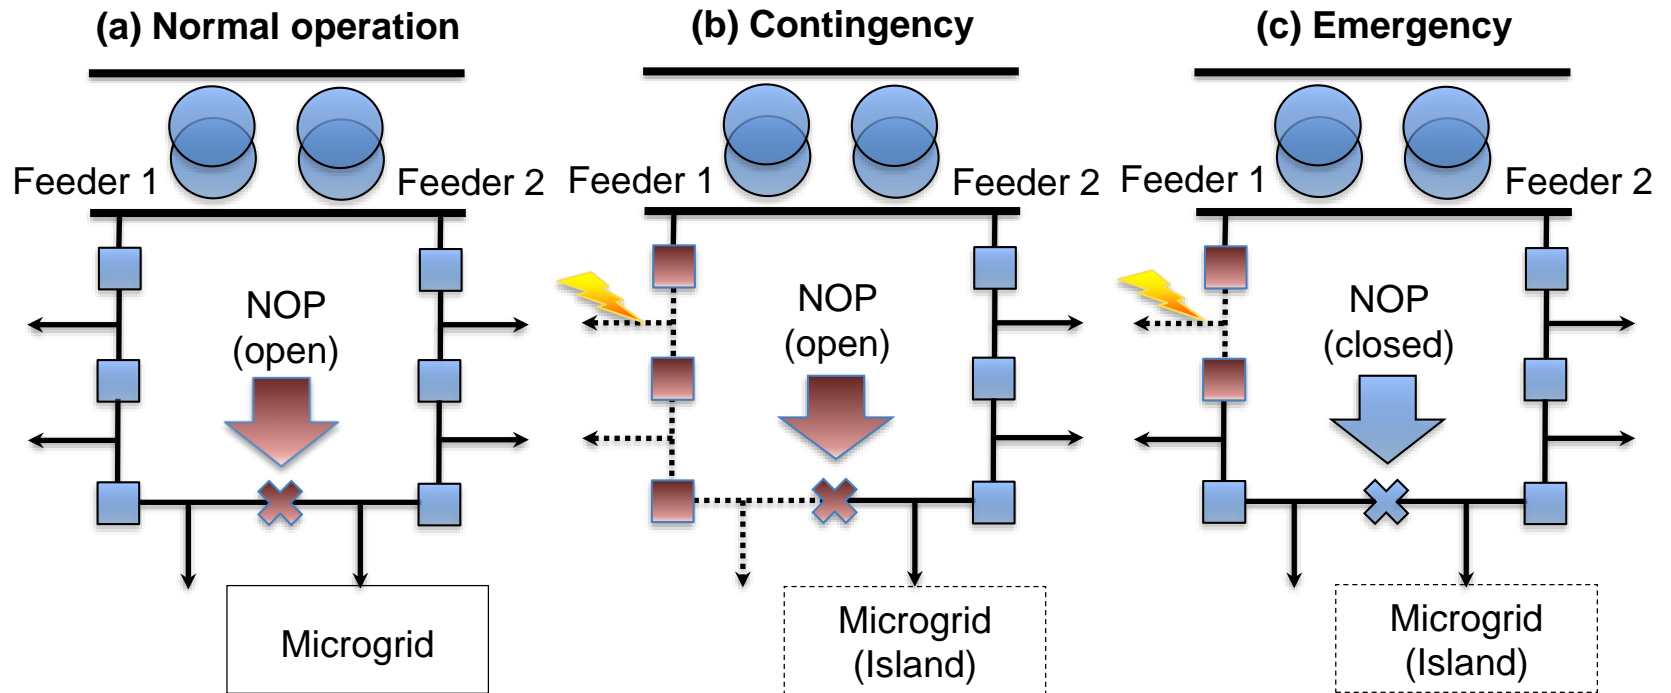 (a) Normal operation
Feeder 1
Feeder 2
NOP
(open)
Microgrid
(b) Contingency
Feeder 1
Feeder 2
NOP
(open)
Microgrid
(Island)
(c) Emergency
Feeder 1
Feeder 2
NOP
(closed)
Microgrid
(Island)